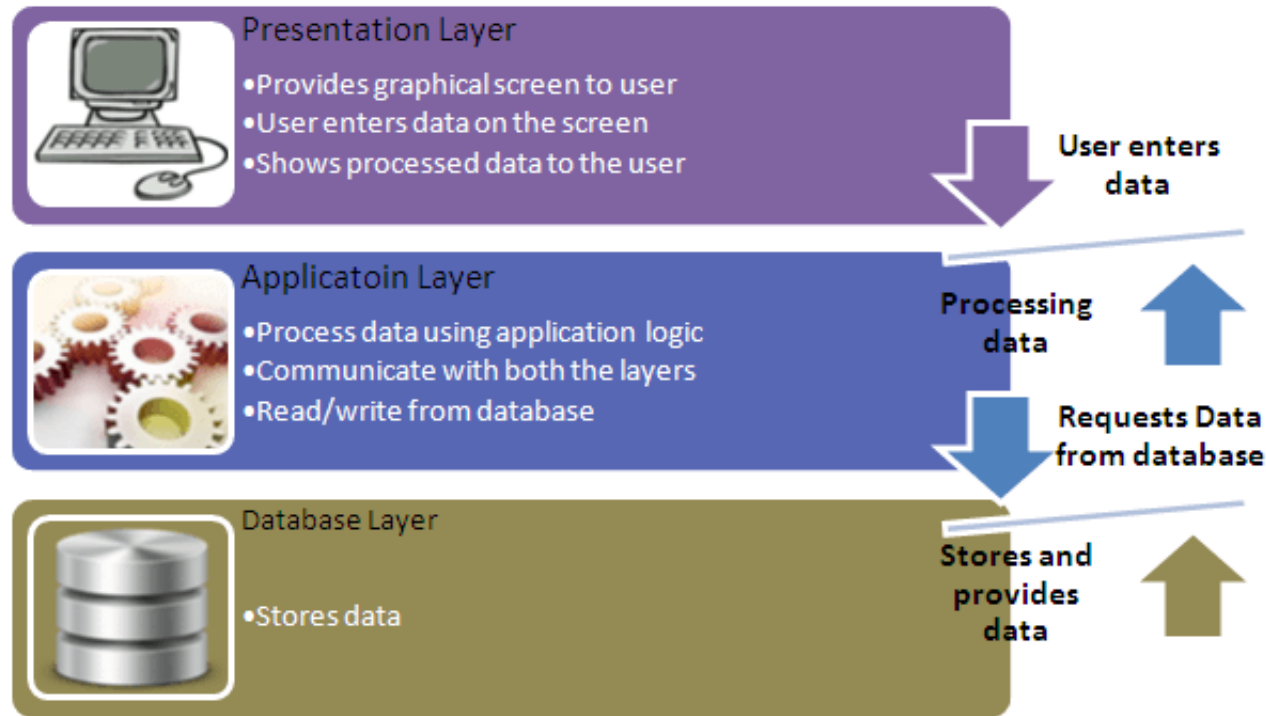 Presentation Layer
•Provides graphical screen to user
•User enters data on the screen
•Shows processed data to the user
User enters
data
Applicatoin Layer
•Process data using application logic
•Communicate with both the layers
•Read/write from database
Processing
data
Requests Data
from database
Database Layer
•Stores data
Stores and
provides
data